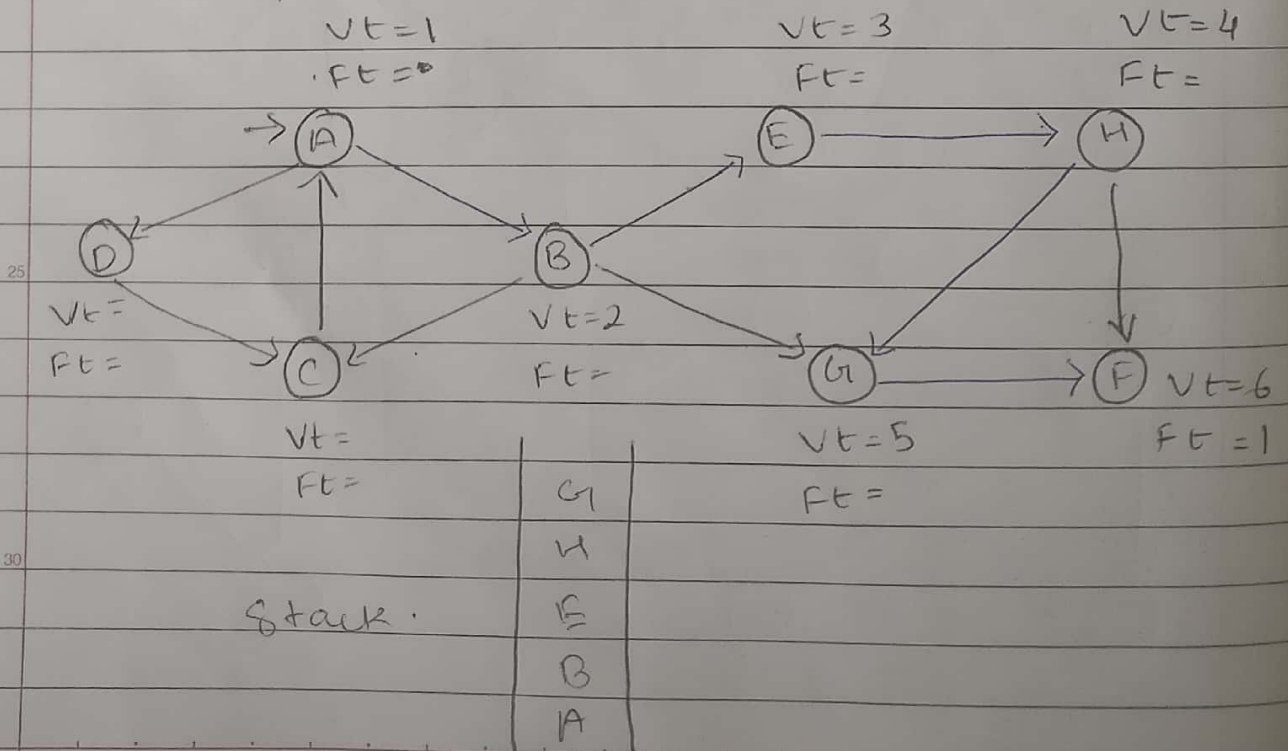 Vt=1
Vt=3
Vt=4
Ft=
Ft=
Ft=
A
E
H
D
B
25
Vt=
Vt=2
Ft=
C
Ft=
G
F
Vt=6
Vt=
Vt=5
Ft=1
Ft=
G
Ft=
30
H
Stack.
E
B
A